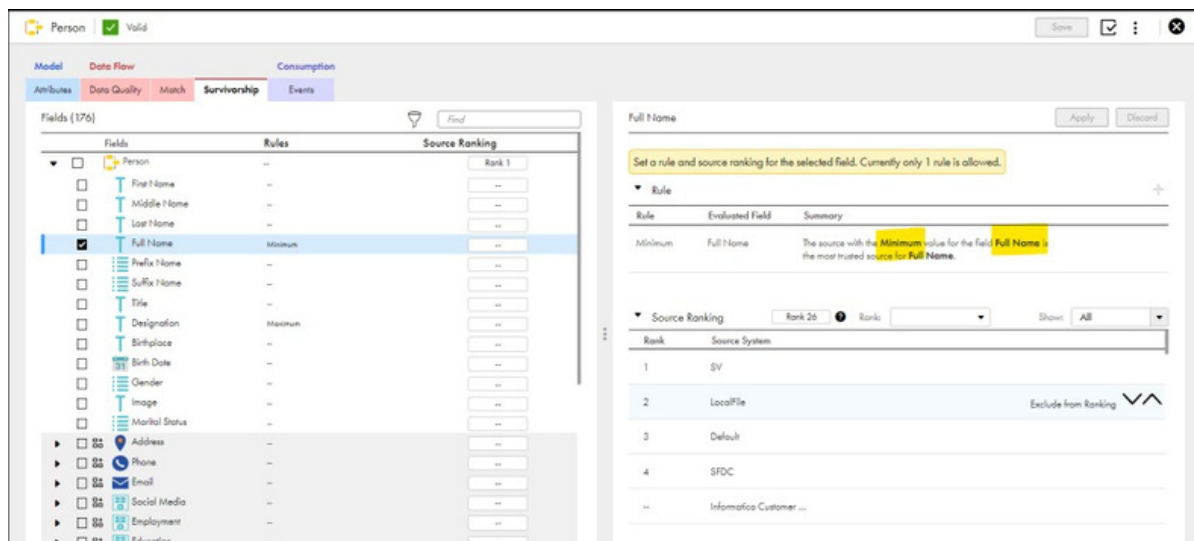 Person Valid Save
Model Data Flow Consumption
Attributes Data Quality Match Survivorship Events
Fields (176) Find
Fields Rules Source Ranking
Person -- Rank 1
First Name -- --
Middle Name -- --
Last Name -- --
Full Name Minimum --
Prefix Name -- --
Suffix Name -- --
Title -- --
Designation Maximum --
Birthplace -- --
31 Birth Date -- --
Gender -- --
Image -- --
Marital Status -- --
Address -- --
Phone -- --
Email -- --
Social Media -- --
Employment -- --
Education
Full Name Apply Discard
Set a rule and source ranking for the selected field. Currently only 1 rule is allowed.
Rule +
Rule Evaluated Field Summary
Minimum Full Name The source with the Minimum value for the field Full Name is
the most trusted source for Full Name.
Source Ranking Rank 26 ? Rank: Show: All
Rank Source System
1 SV
2 LocalFile Exclude from Ranking
3 Default
4 SFDC
-- Informatica Customer ...